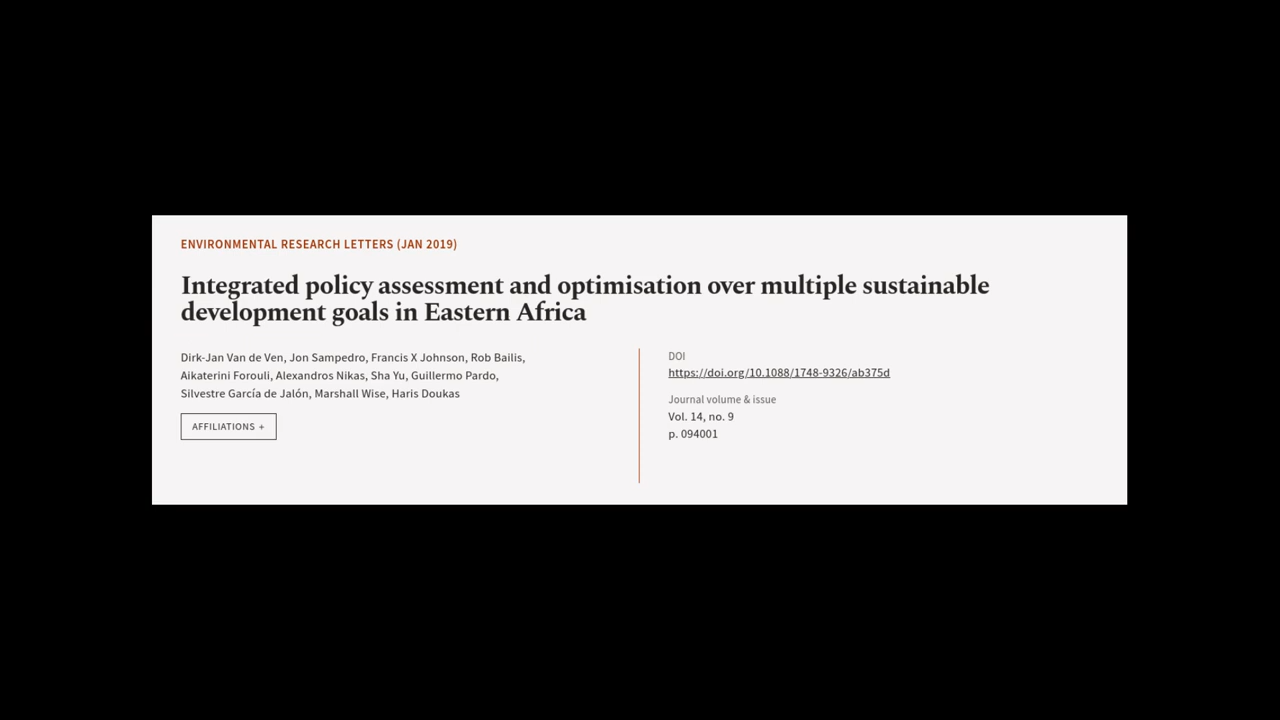 ENVIRONMENTAL RESEARCH LETTERS (JAN 2019)
Integrated policy assessment and optimisation over multiple sustainable
development goals in Eastern Africa
Dirk-Jan Van de Ven, Jon Sampedro, Francis X Johnson, Rob Bailis,
Aikaterini Forouli, Alexandros Nikas, Sha Yu, Guillermo Pardo,
Silvestre García de Jalón, Marshall Wise, Haris Doukas
AFFILIATIONS +
DOI
https://doi.org/10.1088/1748-9326/ab375d
Journal volume & issue
Vol. 14, no. 9
p. 094001